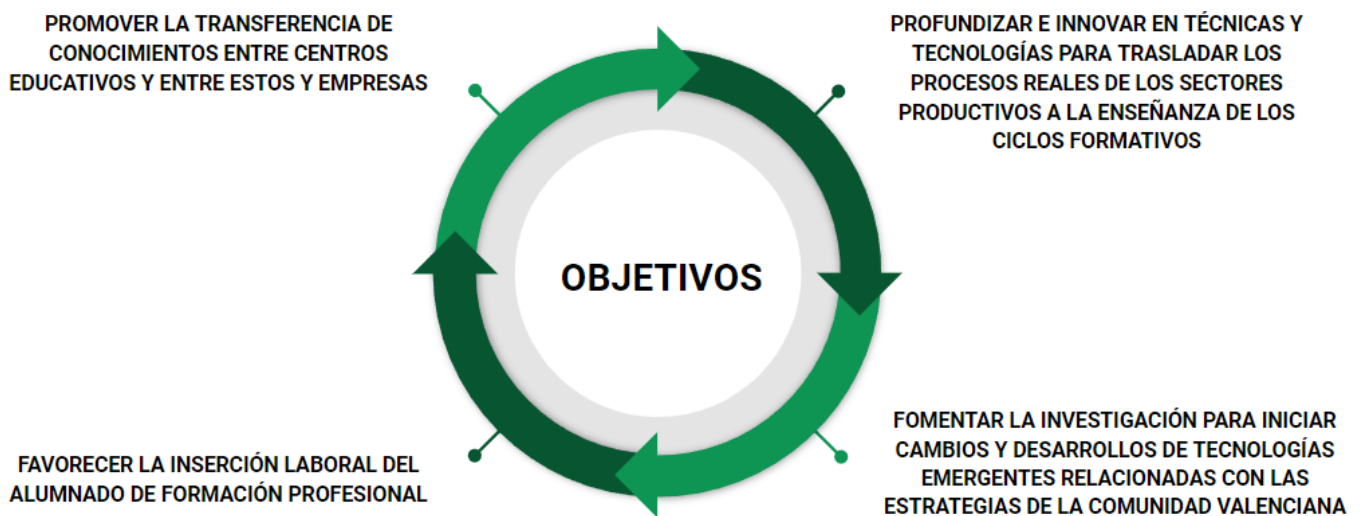 PROMOVER LA TRANSFERENCIA DE
CONOCIMIENTOS ENTRE CENTROS
EDUCATIVOS Y ENTRE ESTOS Y EMPRESAS
PROFUNDIZAR E INNOVAR EN TÉCNICAS Y
TECNOLOGÍAS PARA TRASLADAR LOS
PROCESOS REALES DE LOS SECTORES
PRODUCTIVOS A LA ENSEÑANZA DE LOS
CICLOS FORMATIVOS
OBJETIVOS
FAVORECER LA INSERCIÓN LABORAL DEL
ALUMNADO DE FORMACIÓN PROFESIONAL
FOMENTAR LA INVESTIGACIÓN PARA INICIAR
CAMBIOS Y DESARROLLOS DE TECNOLOGÍAS
EMERGENTES RELACIONADAS CON LAS
ESTRATEGIAS DE LA COMUNIDAD VALENCIANA